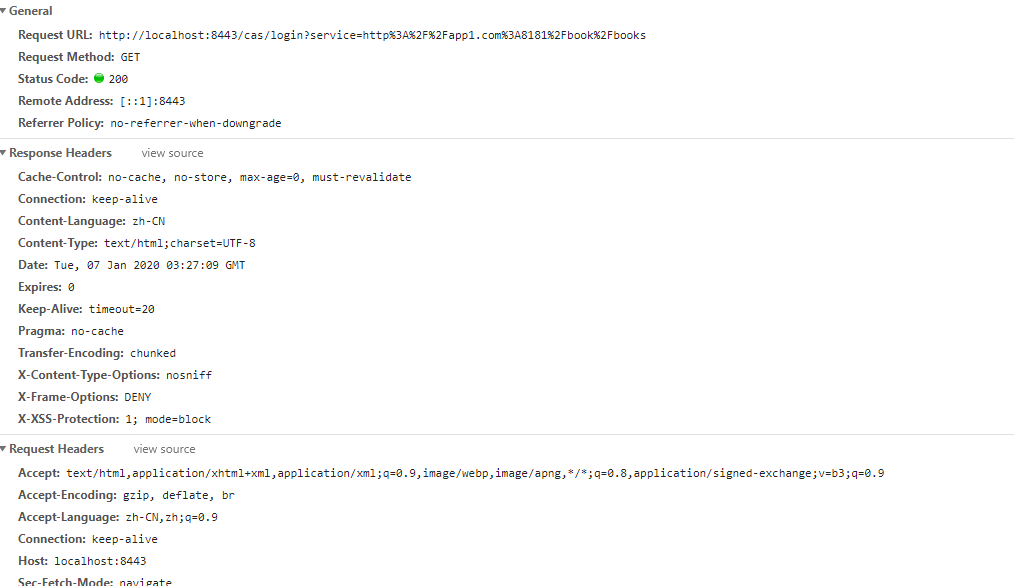 General
Request URL: http://localhost:8443/cas/login?service=http%3A%2F%2Fapp1.com%3A8181%2Fbook%2Fbooks
Request Method: GET
Status Code: 200
Remote Address: [::1]:8443
Referrer Policy: no-referrer-when-downgrade
Response Headers view source
Cache-Control: no-cache, no-store, max-age=0, must-revalidate
Connection: keep-alive
Content-Language: zh-CN
Content-Type: text/html;charset=UTF-8
Date: Tue, 07 Jan 2020 03:27:09 GMT
Expires: 0
Keep-Alive: timeout=20
Pragma: no-cache
Transfer-Encoding: chunked
X-Content-Type-Options: nosniff
X-Frame-Options: DENY
X-XSS-Protection: 1; mode=block
Request Headers view source
Accept: text/html,application/xhtml+xml,application/xml;q=0.9,image/webp,image/apng,*/*;q=0.8,application/signed-exchange;v=b3;q=0.9
Accept-Encoding: gzip, deflate, br
Accept-Language: zh-CN,zh;q=0.9
Connection: keep-alive
Host: localhost:8443
Sec-Fetch-Mode: navigate